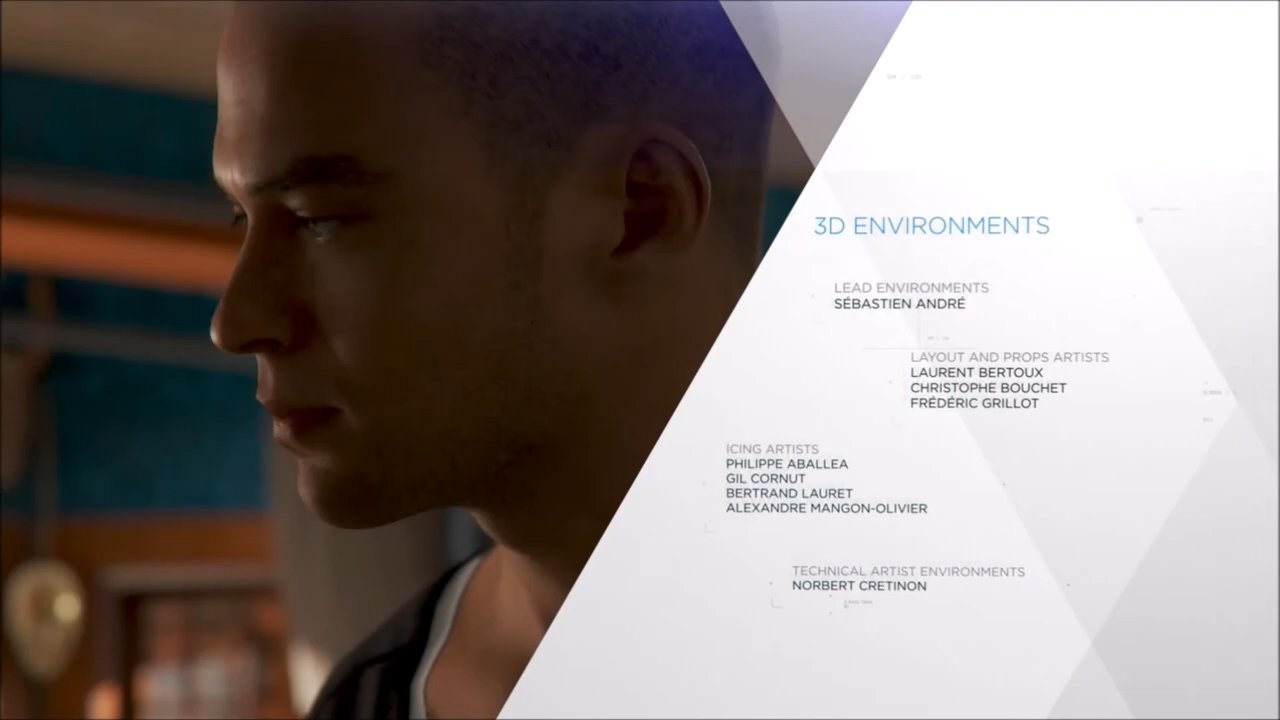 3D ENVIRONMENTS
LEAD ENVIRONMENTS
SÉBASTIEN ANDRÉ
LAYOUT AND PROPS ARTISTS
LAURENT BERTOUX
CHRISTOPHE BOUCHET
FRÉDÉRIC GRILLOT
ICING ARTISTS
PHILIPPE ABALLEA
GIL CORNUT
BERTRAND LAURET
ALEXANDRE MANGON-OLIVIER
TECHNICAL ARTIST ENVIRONMENTS
NORBERT CRETINON